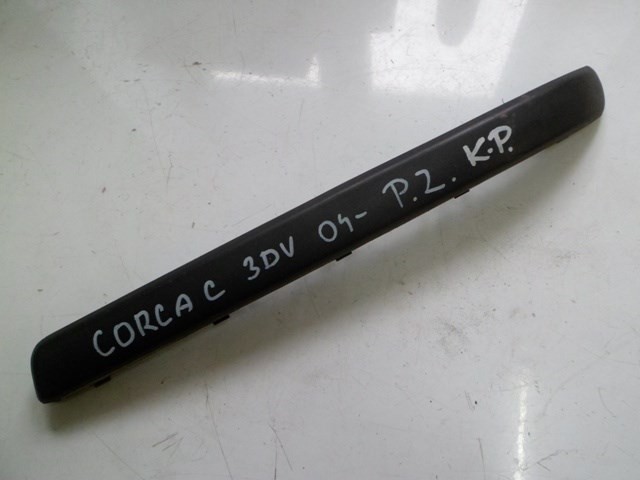 CORCA C 3DV 04- P.Z. K.P.